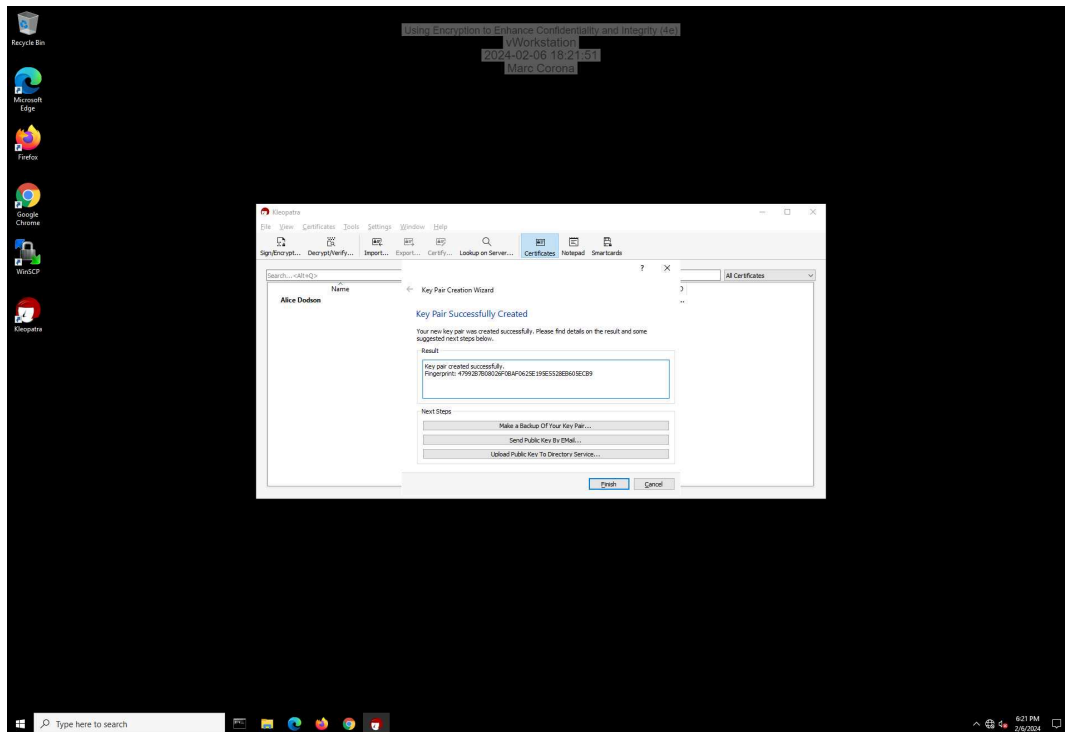 Using Encryption to Enhance Confidentiality and Integrity (4e)
vWorkstation
2024-02-06 18:21:51
Marc Corona
Recycle Bin
Microsoft
Edge
Firefox
Google
Chrome
WinSCP
Kleopatra
Kleopatra
File View Certificates Tools Settings Window Help
Sign/Encrypt... Decrypt/Verify... Import... Export... Certify... Lookup on Server... Certificates Notepad Smartcards
Search...<Alt+Q>
All Certificates
Name
Alice Dodson
Key Pair Creation Wizard
Key Pair Successfully Created
Your new key pair was created successfully. Please find details on the result and some
suggested next steps below.
Result
Key pair created successfully.
Fingerprint:
Next Steps
Make a Backup Of Your Key Pair...
Send Public Key By EMail...
Upload Public Key To Directory Service...
Finish Cancel
Type here to search
6:21 PM
2/6/2024